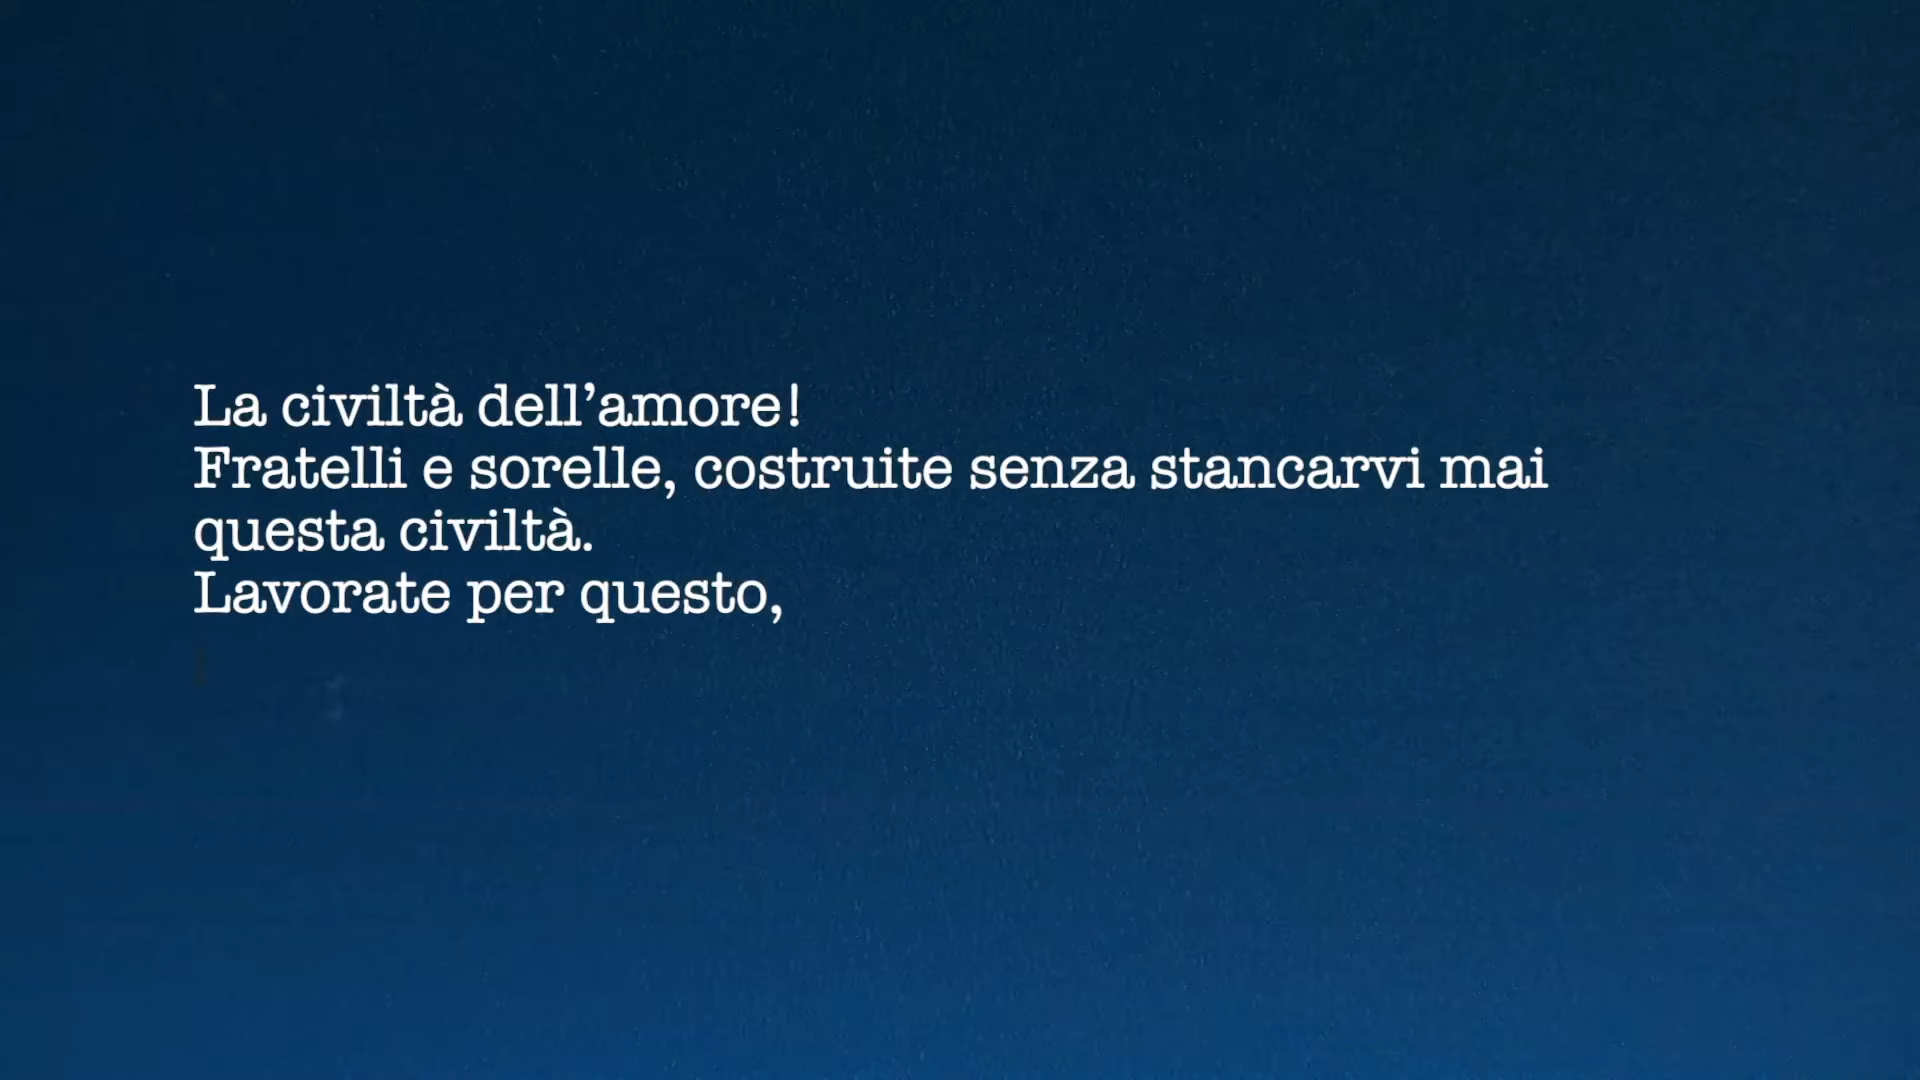 La civiltà dell’amore!
Fratelli e sorelle, costruite senza stancarvi mai
questa civiltà.
Lavorate per questo,